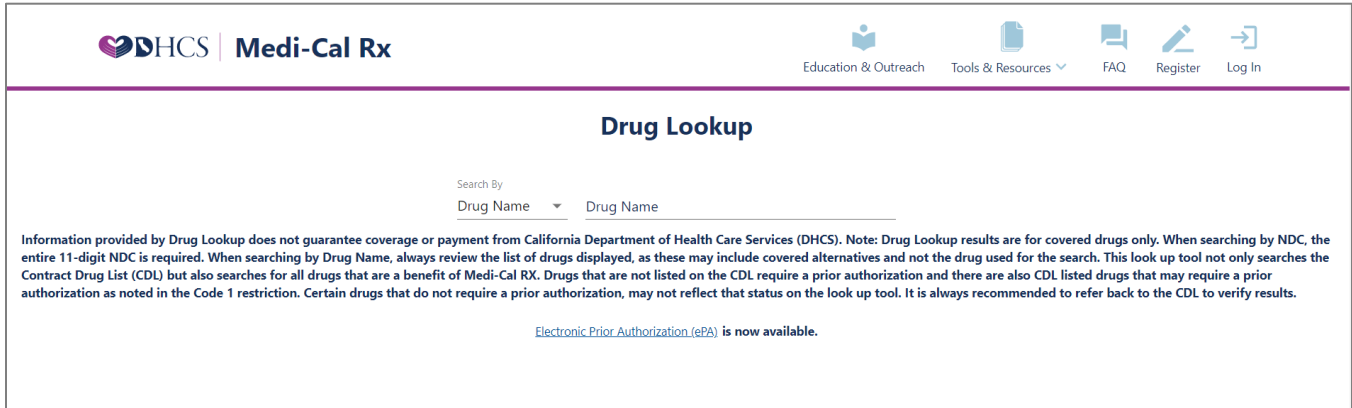 DHCS Medi-Cal Rx
Education & Outreach Tools & Resources FAQ Register Log In
Drug Lookup
Search By
Drug Name Drug Name
Information provided by Drug Lookup does not guarantee coverage or payment from California Department of Health Care Services (DHCS). Note: Drug Lookup results are for covered drugs only. When searching by NDC, the
entire 11-digit NDC is required. When searching by Drug Name, always review the list of drugs displayed, as these may include covered alternatives and not the drug used for the search. This look up tool not only searches the
Contract Drug List (CDL) but also searches for all drugs that are a benefit of Medi-Cal RX. Drugs that are not listed on the CDL require a prior authorization and there are also CDL listed drugs that may require a prior
authorization as noted in the Code 1 restriction. Certain drugs that do not require a prior authorization, may not reflect that status on the look up tool. It is always recommended to refer back to the CDL to verify results.
Electronic Prior Authorization (ePA) is now available.